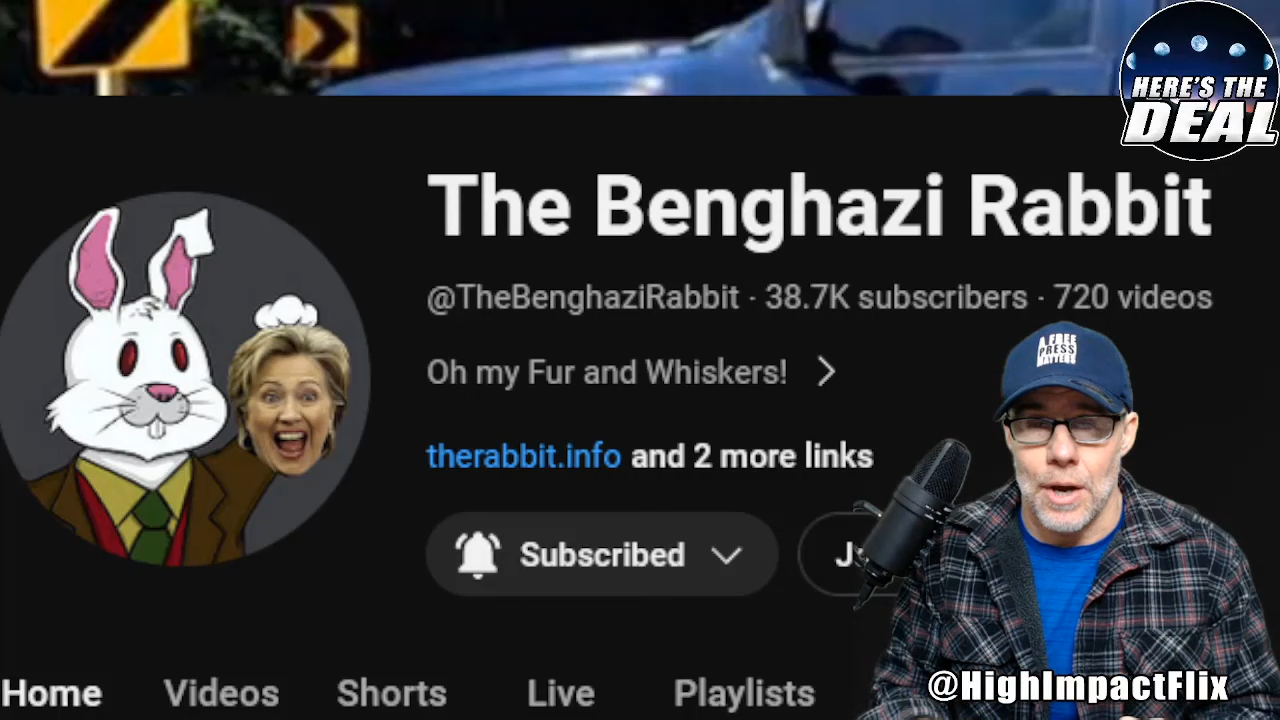 HERE'S THE
DEAL
The Benghazi Rabbit
@TheBenghaziRabbit · 38.7K subscribers · 720 videos
Oh my Fur and Whiskers!
therabbit.info and 2 more links
A FREE
PRESS
MATTERS
Subscribed
@HighImpactFlix
Home Videos Shorts Live Playlists